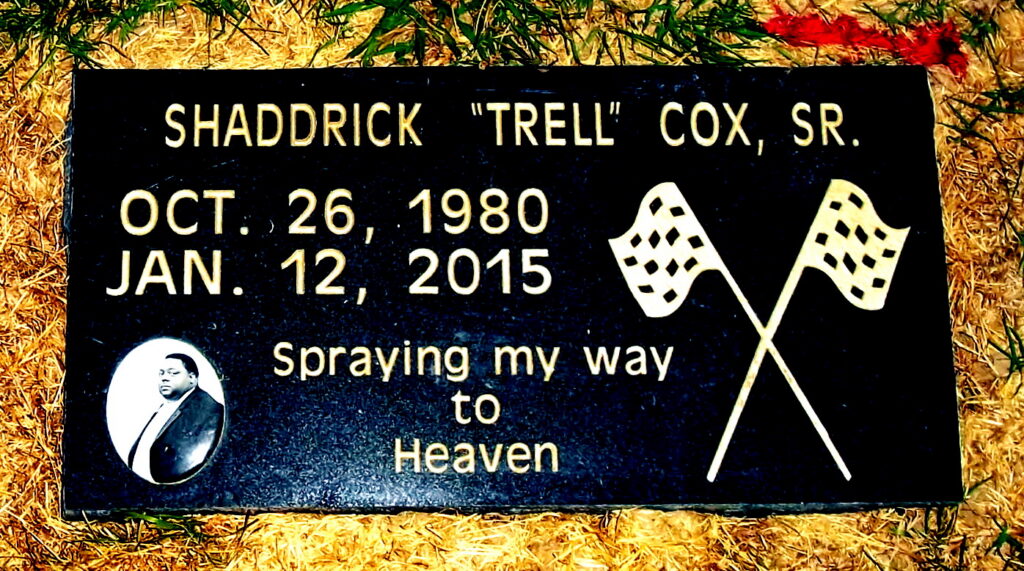 SHADDRICK "TRELL" COX, SR.
OCT. 26, 1980
JAN. 12, 2015
Spraying my way
to
Heaven